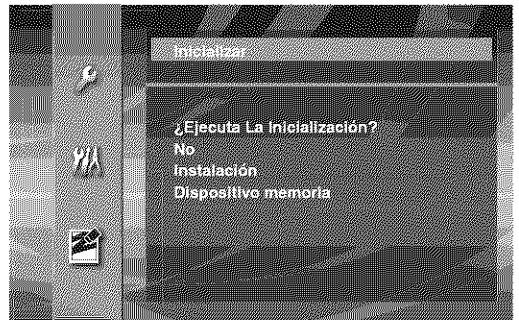 Inicializar
¿Ejecuta La Inicialización?
No
Instalación
Dispositivo memoria